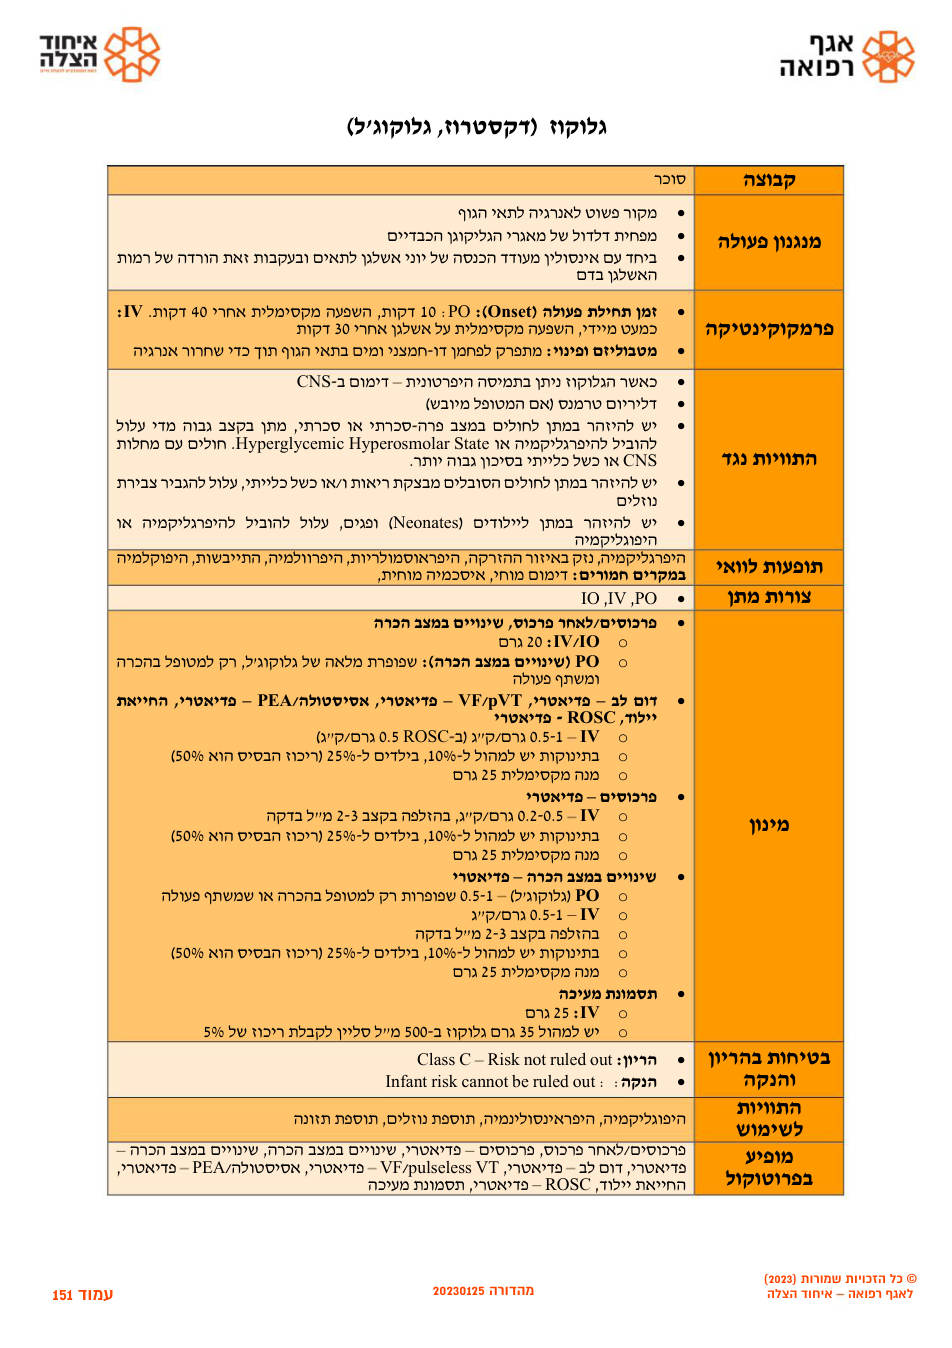 איחוד
הצלה
אגף
רפואה
גלוקוז (דקסטרוז, גלוקוג'ל)
קבוצה
סוכר
מנגנון פעולה
• מקור פשוט לאנרגיה לתאי הגוף
• מפחית דלדול של מאגרי הגליקוגן הכבדיים
• ביחד עם אינסולין מעודד הכנסה של יוני אשלגן לתאים ובעקבות זאת הורדה של רמות
האשלגן בדם
פרמקוקינטיקה
• זמן תחילת פעולה (Onset): PO : 10 דקות, השפעה מקסימלית אחרי 40 דקות. IV:
כמעט מיידי, השפעה מקסימלית על אשלגן אחרי 30 דקות
• מטבוליזם ופינוי: מתפרק לפחמן דו-חמצני ומים בתאי הגוף תוך כדי שחרור אנרגיה
התוויות נגד
• כאשר הגלוקוז ניתן בתמיסה היפרטונית – דימום ב-CNS
• דליריום טרמנס (אם המטופל מיובש)
• יש להיזהר במתן לחולים במצב פרה-סכרתי או סכרתי, מתן בקצב גבוה מדי עלול
להוביל להיפרגליקמיה או Hyperglycemic Hyperosmolar State. חולים עם מחלות
CNS או כשל כלייתי בסיכון גבוה יותר.
• יש להיזהר במתן לחולים הסובלים מבצקת ריאות ו/או כשל כלייתי, עלול להגביר צבירת
נוזלים
• יש להיזהר במתן ליילודים (Neonates) ופגים, עלול להוביל להיפרגליקמיה או
היפוגליקמיה
תופעות לוואי
היפרגליקמיה, נזק באיזור ההזרקה, היפראוסמולריות, היפרוולמיה, התייבשות, היפוקלמיה
במקרים חמורים: דימום מוחי, איסכמיה מוחית,
צורות מתן
• PO, IV, IO
מינון
• פרכוסים/לאחר פרכוס, שינויים במצב הכרה
○ IV/IO: 20 גרם
○ PO (שינויים במצב הכרה): שפופרת מלאה של גלוקוג'ל, רק למטופל בהכרה
ומשתף פעולה
• דום לב – פדיאטרי, VF/pVT – פדיאטרי, אסיסטולה/PEA – פדיאטרי, החייאת
יילוד, ROSC - פדיאטרי
○ IV – 0.5-1 גרם/ק"ג (ב-ROSC 0.5 גרם/ק"ג)
○ בתינוקות יש למהול ל-10%, בילדים ל-25% (ריכוז הבסיס הוא 50%)
○ מנה מקסימלית 25 גרם
• פרכוסים – פדיאטרי
○ IV – 0.2-0.5 גרם/ק"ג, בהזלפה בקצב 2-3 מ"ל בדקה
○ בתינוקות יש למהול ל-10%, בילדים ל-25% (ריכוז הבסיס הוא 50%)
○ מנה מקסימלית 25 גרם
• שינויים במצב הכרה – פדיאטרי
○ PO (גלוקוג'ל) – 0.5-1 שפופרות רק למטופל בהכרה או שמשתף פעולה
○ IV – 0.5-1 גרם/ק"ג
○ בהזלפה בקצב 2-3 מ"ל בדקה
○ בתינוקות יש למהול ל-10%, בילדים ל-25% (ריכוז הבסיס הוא 50%)
○ מנה מקסימלית 25 גרם
• תסמונת מעיכה
○ IV: 25 גרם
○ יש למהול 35 גרם גלוקוז ב-500 מ"ל סליין לקבלת ריכוז של 5%
בטיחות בהריון
והנקה
• הריון: Class C – Risk not ruled out
• הנקה: : Infant risk cannot be ruled out
התוויות
לשימוש
היפוגליקמיה, היפראינסולינמיה, תוספת נוזלים, תוספת תזונה
מופיע
בפרוטוקול
פרכוסים/לאחר פרכוס, פרכוסים – פדיאטרי, שינויים במצב הכרה, שינויים במצב הכרה –
פדיאטרי, דום לב – פדיאטרי, VF/pulseless VT – פדיאטרי, אסיסטולה/PEA – פדיאטרי,
החייאת יילוד, ROSC – פדיאטרי, תסמונת מעיכה
© כל הזכויות שמורות (2023)
לאגף רפואה – איחוד הצלה
מהדורה 20230125
עמוד 151